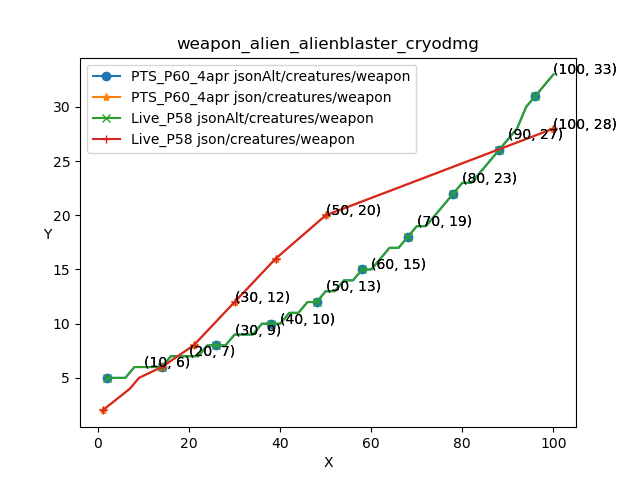 weapon_alien_alienblaster_cryodmg
PTS_P60_4apr jsonAlt/creatures/weapon
PTS_P60_4apr json/creatures/weapon
Live_P58 jsonAlt/creatures/weapon
Live_P58 json/creatures/weapon
(100, 33)
(100, 28)
(90, 27)
(80, 23)
(50, 20)
(70, 19)
(60, 15)
(50, 13)
(30, 12)
(40, 10)
(30, 9)
(20, 7)
(10, 6)
30
25
20
15
10
5
Y
0 20 40 60 80 100
X